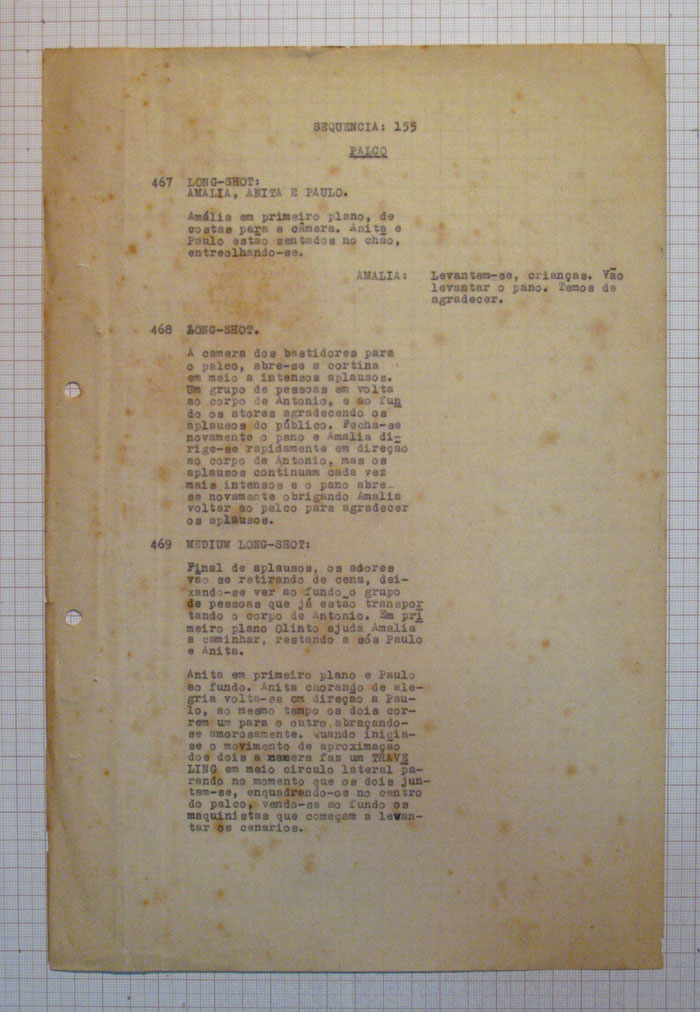 SEQUENCIA: 155
PALCO
467 LONG-SHOT:
AMALIA, ANITA E PAULO.
Amália em primeiro plano, de
costas para a câmera. Anita e
Pablo estão sentados no chão,
entreolhando-se.
AMALIA: Levantem-se, crianças. Vão
levantar o pano. Temos de
agradecer.
468 LONG-SHOT.
A camera dos bastidores para
o palco, abre-se a cortina
em meio a intensos aplausos.
Um grupo de pessoas em volta
ao corpo de Antonio, e ao fun
do os atores agradecendo os
aplausos do público. Fecha-se
novamente o pano e Amalia di-
rige-se rapidamente em direção
ao corpo de Antonio, mas os
aplausos continuam cada vez
mais intensos e o pano abre-
se novamente obrigando Amalia
voltar ao palco para agradecer
os aplausos.
469 MEDIUM LONG-SHOT:
Final de aplausos, os adores
vão se retirando de cena, dei-
xando-se ver ao fundo o grupo
de pessoas que já estão transpor
tando o corpo de Antonio. Em pri
meiro plano Olinto ajuda Amalia
a caminhar, restando a sós Paulo
e Anita.
Anita em primeiro plano e Paulo
ao fundo. Anita chorando de ale-
gria volta-se em direção a Pau-
lo, ao mesmo tempo os dois cor-
rem um para o outro abraçando-
se amorosamente. Quando inicia-
se o movimento de aproximação
dos dois a camera faz um TRAVE
LING em meio circulo lateral pa-
rando no momento que os dois jun-
tam-se, enquadrando-os no centro
do palco, vendo-se ao fundo os
maquinistas que começam a levan-
tar os cenarios.